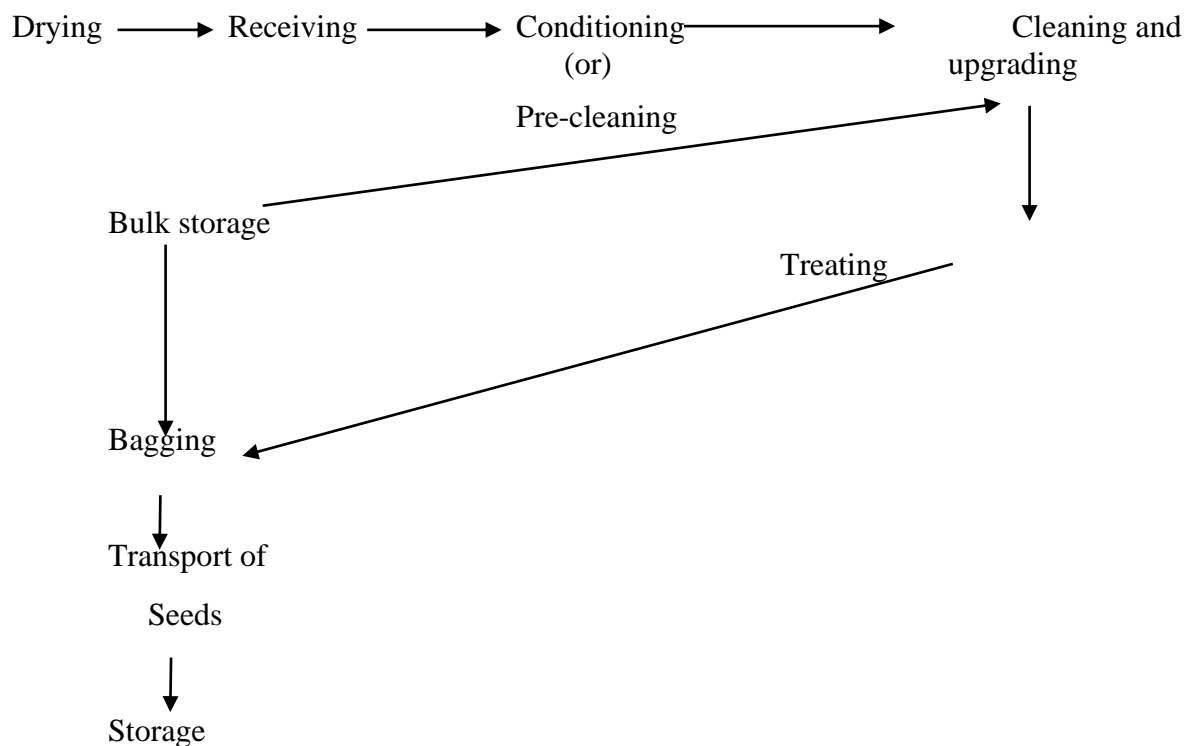 Drying Receiving Conditioning Cleaning and
(or) upgrading
Pre-cleaning
Bulk storage
Treating
Bagging
Transport of
Seeds
Storage